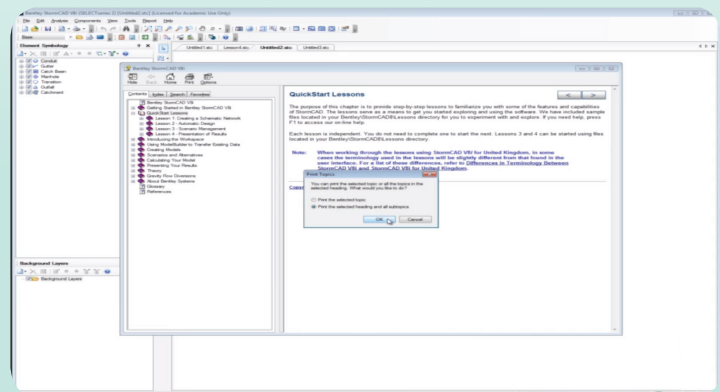 Bentley StormCAD V8i (SELECTseries 2) [Untitled2.stc] (Licensed for Academic Use Only)
File Edit Analysis Components View Tools Report Help
Base
Element Symbology
Untitled1.stc Lesson4.stc Untitled2.stc Untitled3.stc
Conduit
Gutter
Catch Basin
Manhole
Transition
Outfall
Catchment
Background Layers
Background Layers
Bentley StormCAD V8i
Hide Back Home Print Options
Contents Index Search Favorites
Bentley StormCAD V8i
Getting Started in Bentley StormCAD V8i
QuickStart Lessons
Lesson 1: Creating a Schematic Network
Lesson 2 - Automatic Design
Lesson 3 - Scenario Management
Lesson 4 - Presentation of Results
Introducing the Workspace
Using ModelBuilder to Transfer Existing Data
Creating Models
Scenarios and Alternatives
Calculating Your Model
Presenting Your Results
Theory
Gravity Flow Diversions
About Bentley Systems
Glossary
References
QuickStart Lessons
< >
The purpose of this chapter is to provide step-by-step lessons to familiarize you with some of the features and capabilities
of StormCAD. The lessons serve as a means to get you started exploring and using the software. We have included sample
files located in your Bentley\StormCAD8\Lessons directory for you to experiment with and explore. If you need help, press
F1 to access our on-line help.
Each lesson is independent. You do not need to complete one to start the next. Lessons 3 and 4 can be started using files
located in your Bentley\StormCAD8\Lessons directory.
Note: When working through the lessons using StormCAD V8i for United Kingdom, in some
cases the terminology used in the lessons will be slightly different from that found in the
user interface. For a list of these differences, refer to Differences in Terminology Between
StormCAD V8i and StormCAD V8i for United Kingdom.
Print Topics
You can print the selected topic or all the topics in the
selected heading. What would you like to do?
Print the selected topic
Print the selected heading and all subtopics
OK Cancel